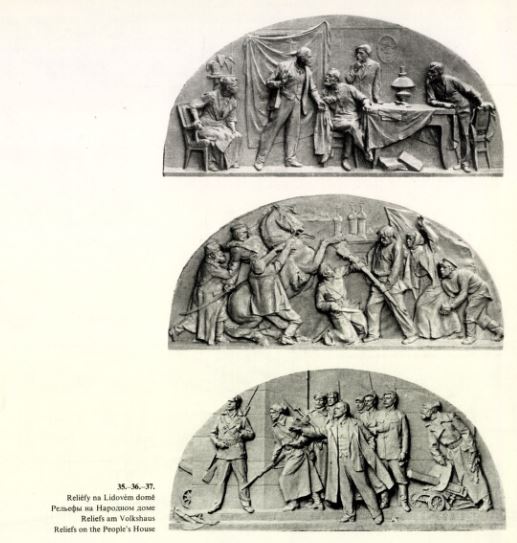 35.–36.–37.
Reliéfy na Lidovém domě
Рельефы на Народном доме
Reliefs am Volkshaus
Reliefs on the People's House